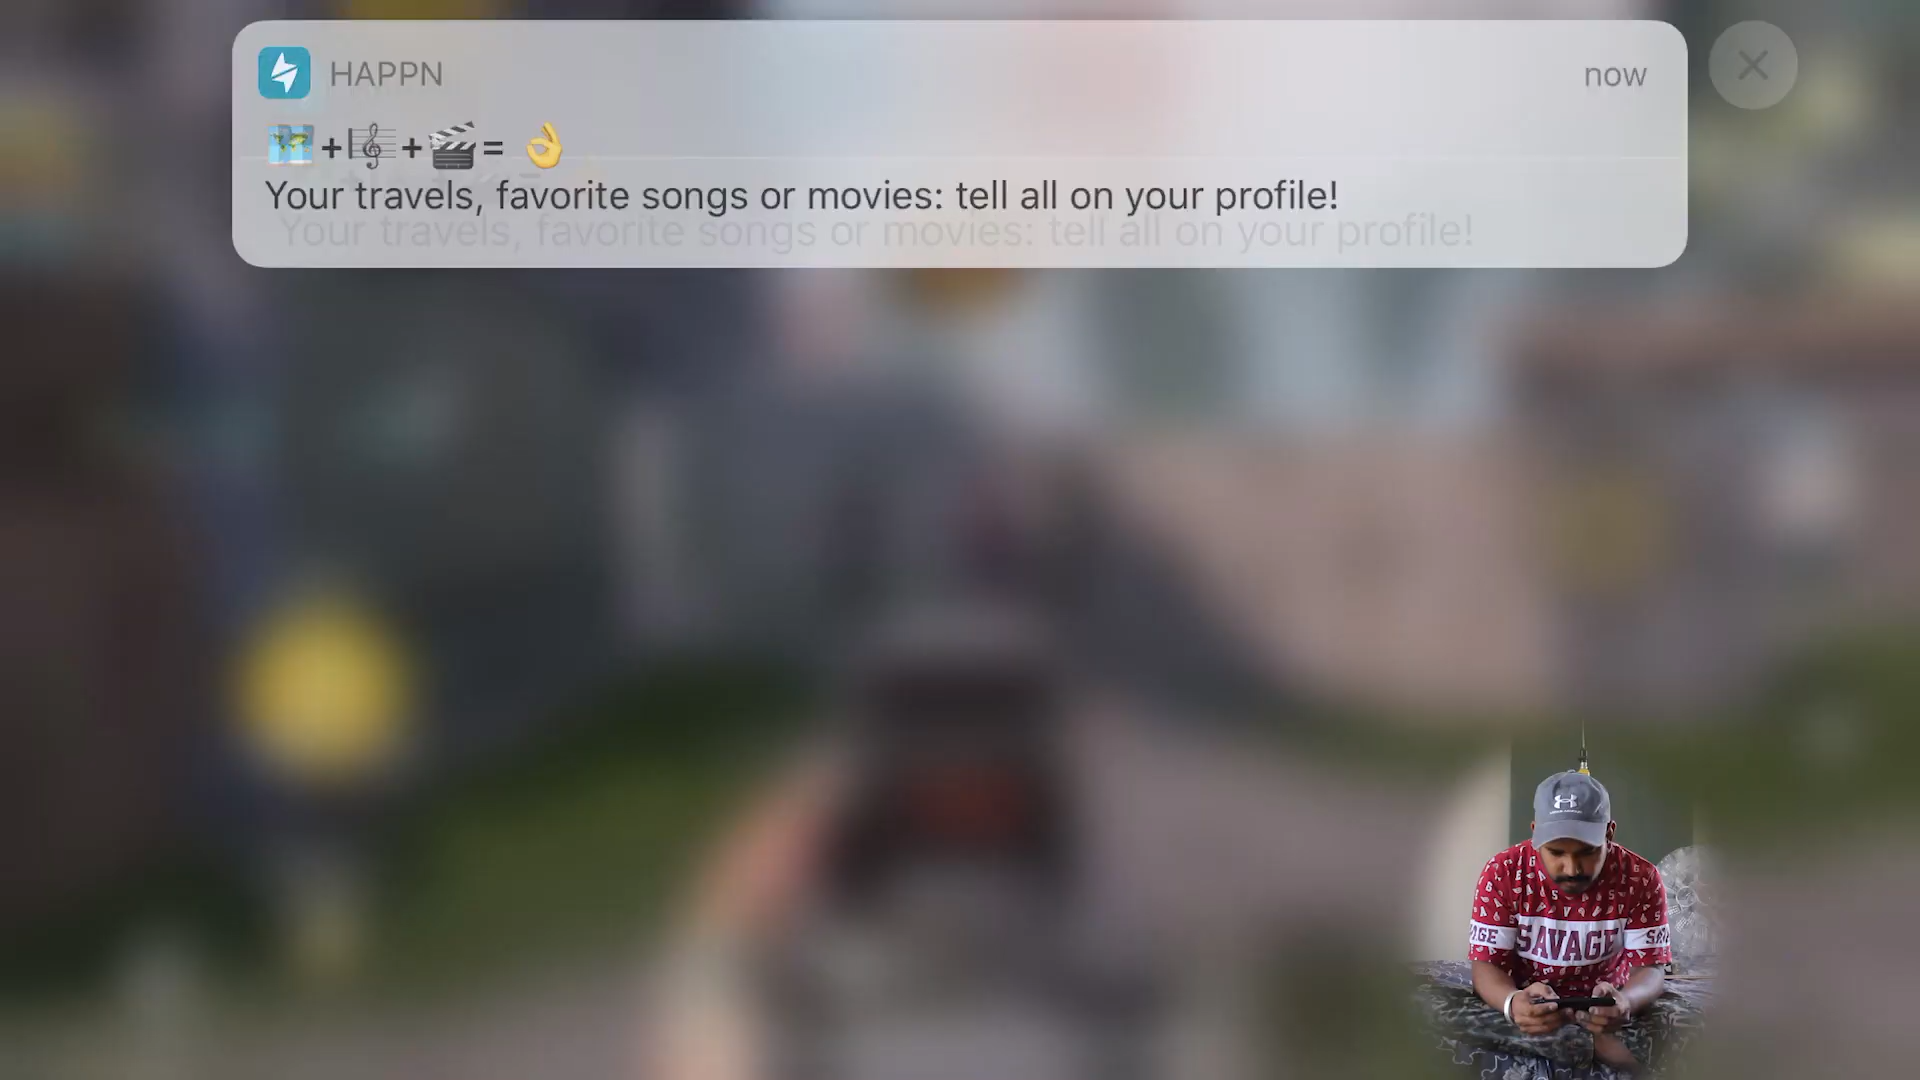 HAPPN
now
🗺️+🎼+🎬= 👌
Your travels, favorite songs or movies: tell all on your profile!
Your travels, favorite songs or movies: tell all on your profile!
SAVAGE